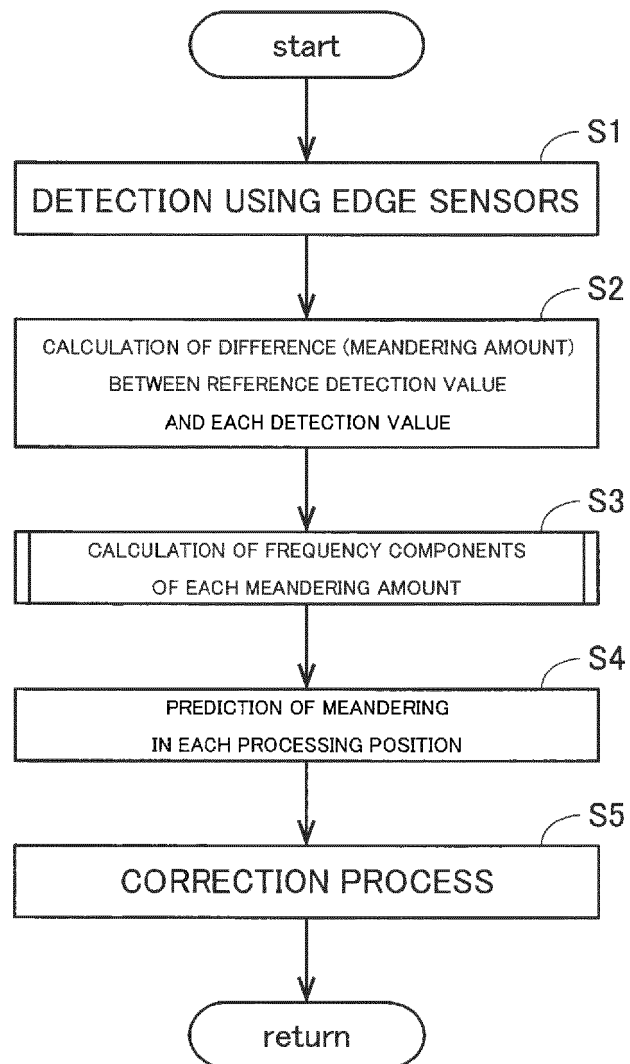 start
S1
DETECTION USING EDGE SENSORS
S2
CALCULATION OF DIFFERENCE (MEANDERING AMOUNT)
BETWEEN REFERENCE DETECTION VALUE
AND EACH DETECTION VALUE
S3
CALCULATION OF FREQUENCY COMPONENTS
OF EACH MEANDERING AMOUNT
S4
PREDICTION OF MEANDERING
IN EACH PROCESSING POSITION
S5
CORRECTION PROCESS
return